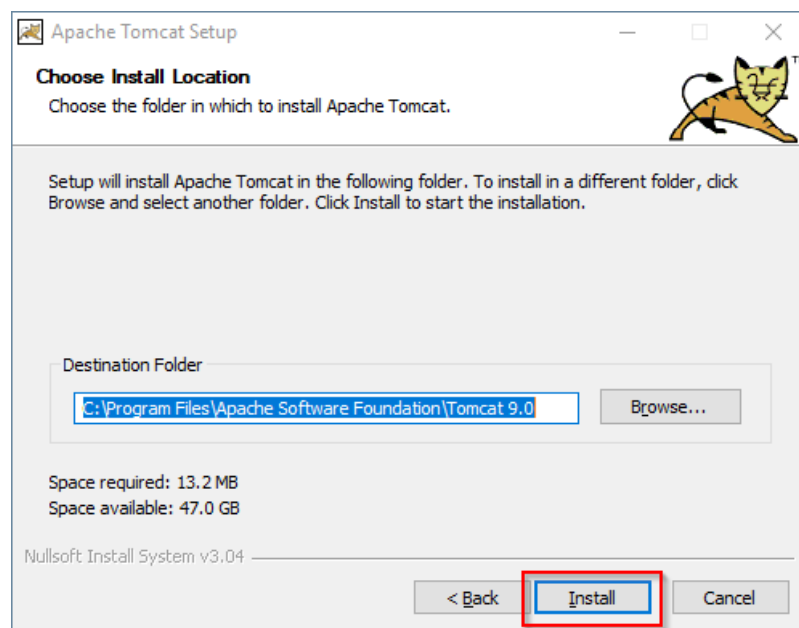 Apache Tomcat Setup
Choose Install Location
Choose the folder in which to install Apache Tomcat.
Setup will install Apache Tomcat in the following folder. To install in a different folder, click
Browse and select another folder. Click Install to start the installation.
Destination Folder
C:\Program Files\Apache Software Foundation\Tomcat 9.0
Browse...
Space required: 13.2 MB
Space available: 47.0 GB
Nullsoft Install System v3.04
< Back
Install
Cancel